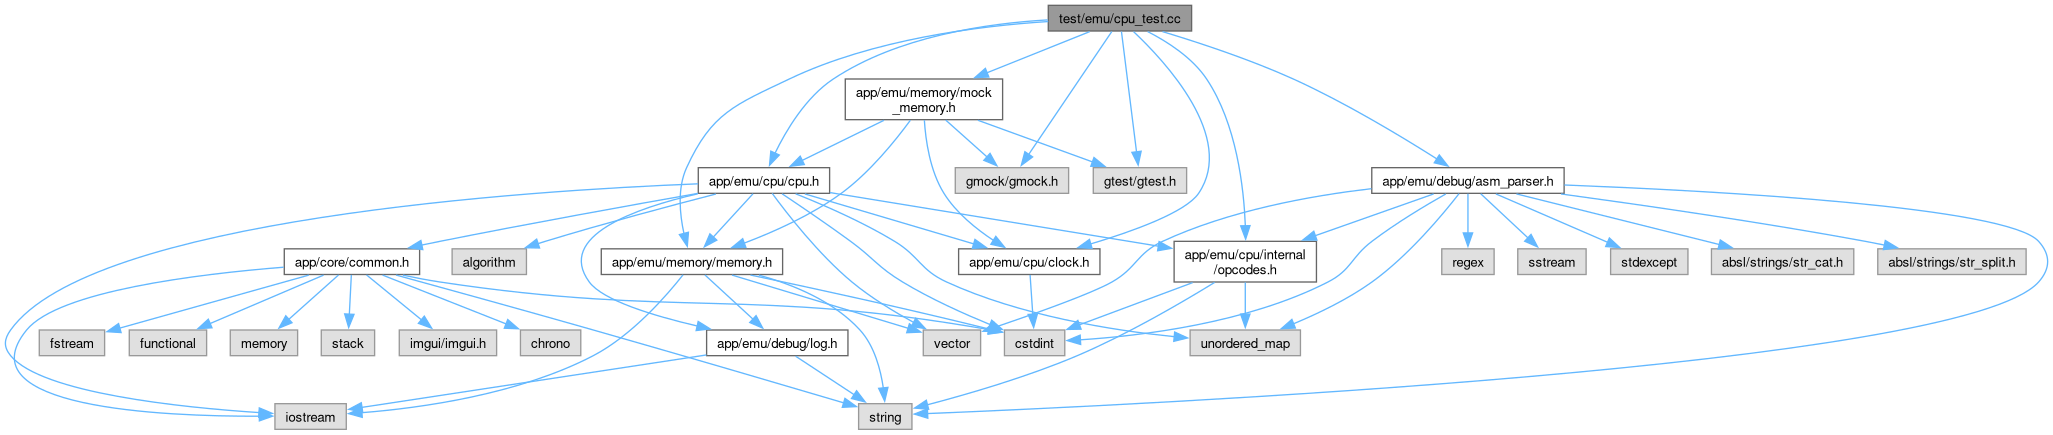 test/emu/cpu_test.cc
app/emu/memory/mock
_memory.h
app/emu/cpu/cpu.h
gmock/gmock.h
gtest/gtest.h
app/emu/debug/asm_parser.h
app/core/common.h
algorithm
app/emu/memory/memory.h
app/emu/cpu/clock.h
app/emu/cpu/internal
/opcodes.h
regex
sstream
stdexcept
absl/strings/str_cat.h
absl/strings/str_split.h
fstream
functional
memory
stack
imgui/imgui.h
chrono
app/emu/debug/log.h
vector
cstdint
unordered_map
iostream
string